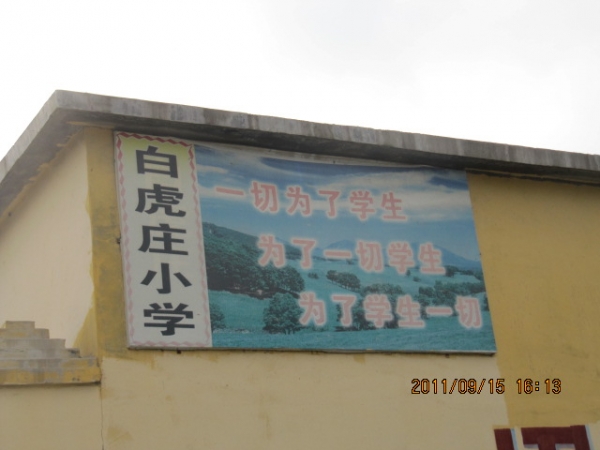 白虎庄小学
一切为了学生
为了一切学生
为了学生一切
2011/09/15 16:13